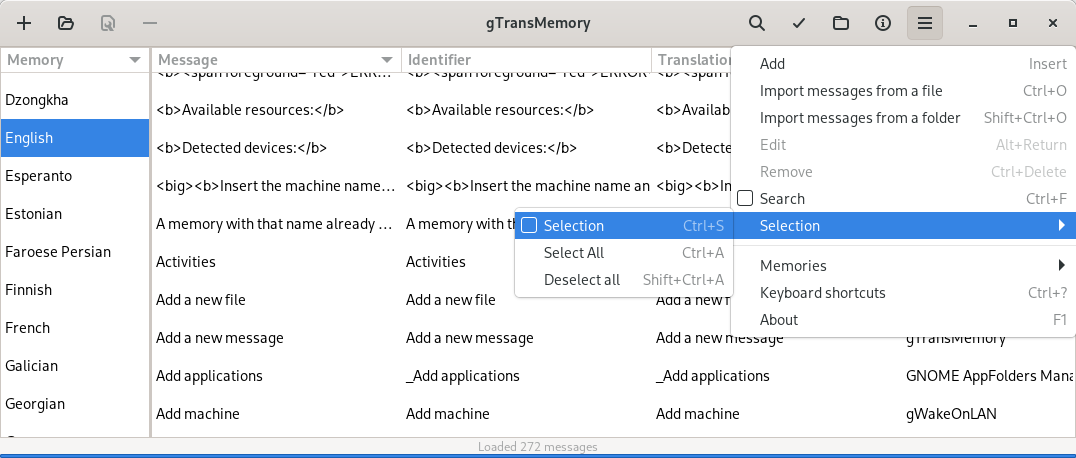 gTransMemory
Memory Message Identifier Translation
Dzongkha
English
Esperanto
Estonian
Faroese Persian
Finnish
French
Galician
Georgian
<b>Available resources:</b> <b>Available resources:</b> <b>Availab
<b>Detected devices:</b> <b>Detected devices:</b> <b>Detecte
<big><b>Insert the machine name... <big><b>Insert the machine name an <big><b>In
A memory with that name already ... A memory with th
Activities Activities
Add a new file Add a new file Add a new f
Add a new message Add a new message Add a new message gTransMemory
Add applications _Add applications _Add applications GNOME AppFolders Mana
Add machine Add machine Add machine gWakeOnLAN
Add Insert
Import messages from a file Ctrl+O
Import messages from a folder Shift+Ctrl+O
Edit Alt+Return
Remove Ctrl+Delete
Search Ctrl+F
Selection
Memories
Keyboard shortcuts Ctrl+?
About F1
Selection Ctrl+S
Select All Ctrl+A
Deselect all Shift+Ctrl+A
Loaded 272 messages